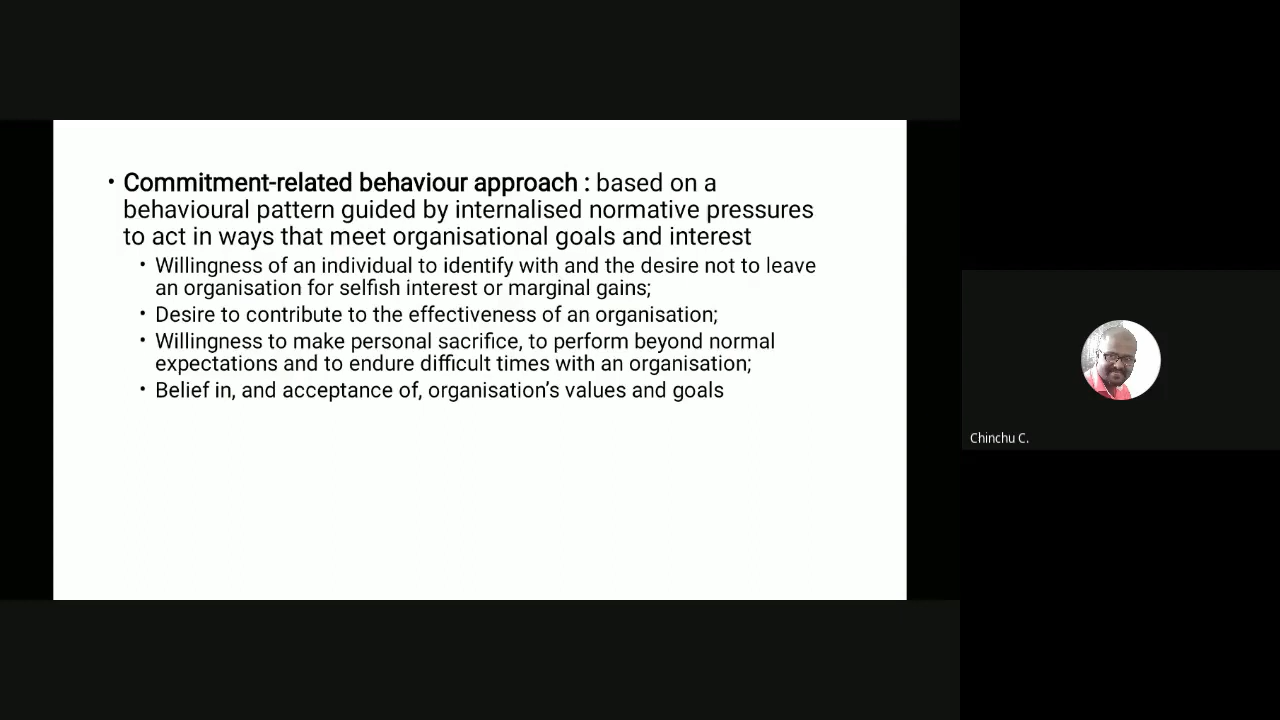 • Commitment-related behaviour approach : based on a
behavioural pattern guided by internalised normative pressures
to act in ways that meet organisational goals and interest
• Willingness of an individual to identify with and the desire not to leave
an organisation for selfish interest or marginal gains;
• Desire to contribute to the effectiveness of an organisation;
• Willingness to make personal sacrifice, to perform beyond normal
expectations and to endure difficult times with an organisation;
• Belief in, and acceptance of, organisation’s values and goals
Chinchu C.